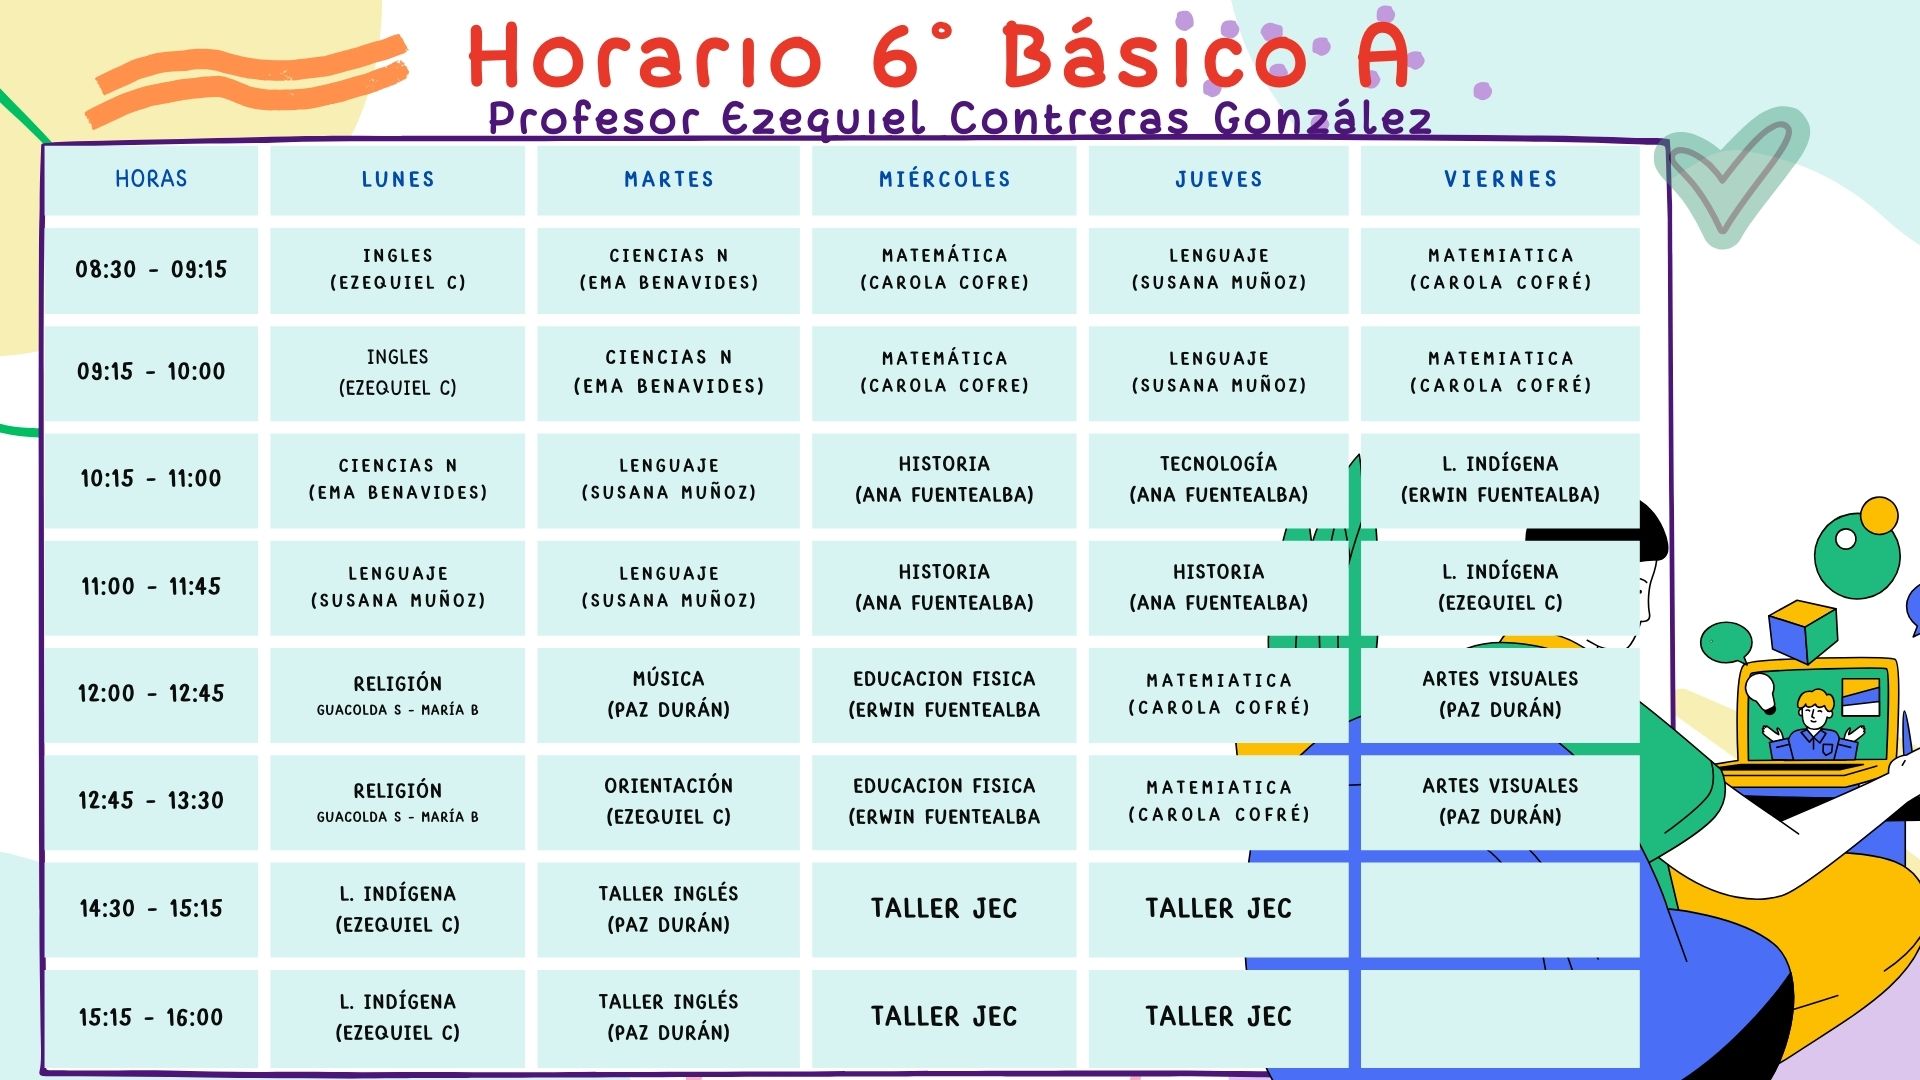 Horario 6° Básico A
Profesor Ezequiel Contreras González
HORAS LUNES MARTES MIÉRCOLES JUEVES VIERNES
08:30 - 09:15 INGLES CIENCIAS N MATEMÁTICA LENGUAJE MATEMIATICA
(EZEQUIEL C) (EMA BENAVIDES) (CAROLA COFRE) (SUSANA MUÑOZ) (CAROLA COFRÉ)
09:15 - 10:00 INGLES CIENCIAS N MATEMÁTICA LENGUAJE MATEMIATICA
(EZEQUIEL C) (EMA BENAVIDES) (CAROLA COFRE) (SUSANA MUÑOZ) (CAROLA COFRÉ)
10:15 - 11:00 CIENCIAS N LENGUAJE HISTORIA TECNOLOGÍA L. INDÍGENA
(EMA BENAVIDES) (SUSANA MUÑOZ) (ANA FUENTEALBA) (ANA FUENTEALBA) (ERWIN FUENTEALBA)
11:00 - 11:45 LENGUAJE LENGUAJE HISTORIA HISTORIA L. INDÍGENA
(SUSANA MUÑOZ) (SUSANA MUÑOZ) (ANA FUENTEALBA) (ANA FUENTEALBA) (EZEQUIEL C)
12:00 - 12:45 RELIGIÓN MÚSICA EDUCACION FISICA MATEMIATICA ARTES VISUALES
GUACOLDA S - MARÍA B (PAZ DURÁN) (ERWIN FUENTEALBA (CAROLA COFRÉ) (PAZ DURÁN)
12:45 - 13:30 RELIGIÓN ORIENTACIÓN EDUCACION FISICA MATEMIATICA ARTES VISUALES
GUACOLDA S - MARÍA B (EZEQUIEL C) (ERWIN FUENTEALBA (CAROLA COFRÉ) (PAZ DURÁN)
14:30 - 15:15 L. INDÍGENA TALLER INGLÉS TALLER JEC TALLER JEC
(EZEQUIEL C) (PAZ DURÁN)
15:15 - 16:00 L. INDÍGENA TALLER INGLÉS TALLER JEC TALLER JEC
(EZEQUIEL C) (PAZ DURÁN)